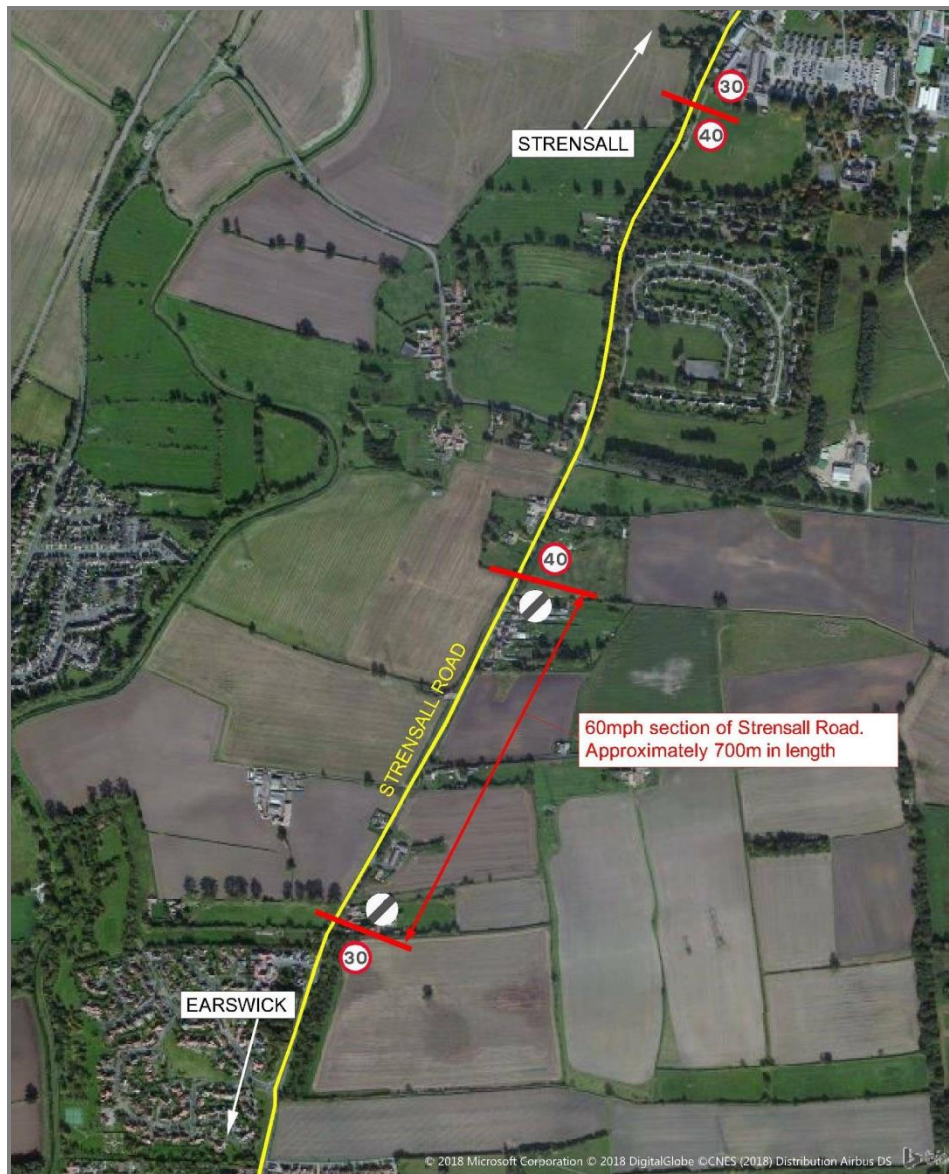 30
STRENSALL
40
40
STRENSALL ROAD
60mph section of Strensall Road.
Approximately 700m in length
30
EARSWICK
© 2018 Microsoft Corporation © 2018 DigitalGlobe ©CNES (2018) Distribution Airbus DS